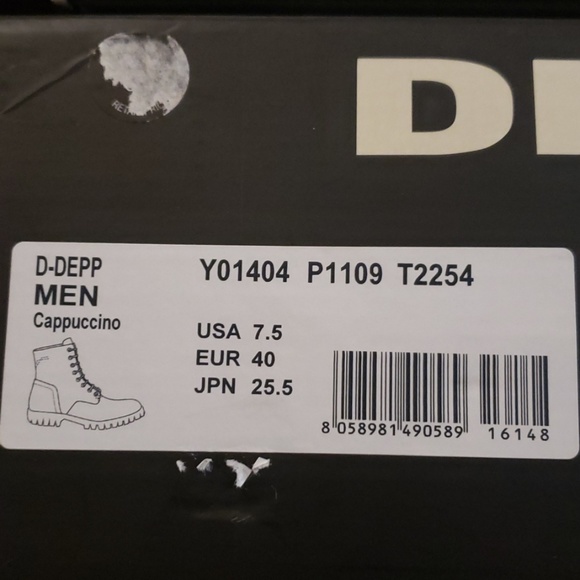 D
D-DEPP
MEN
Cappuccino
Y01404 P1109 T2254
USA 7.5
EUR 40
JPN 25.5
8 058981 490589 16148